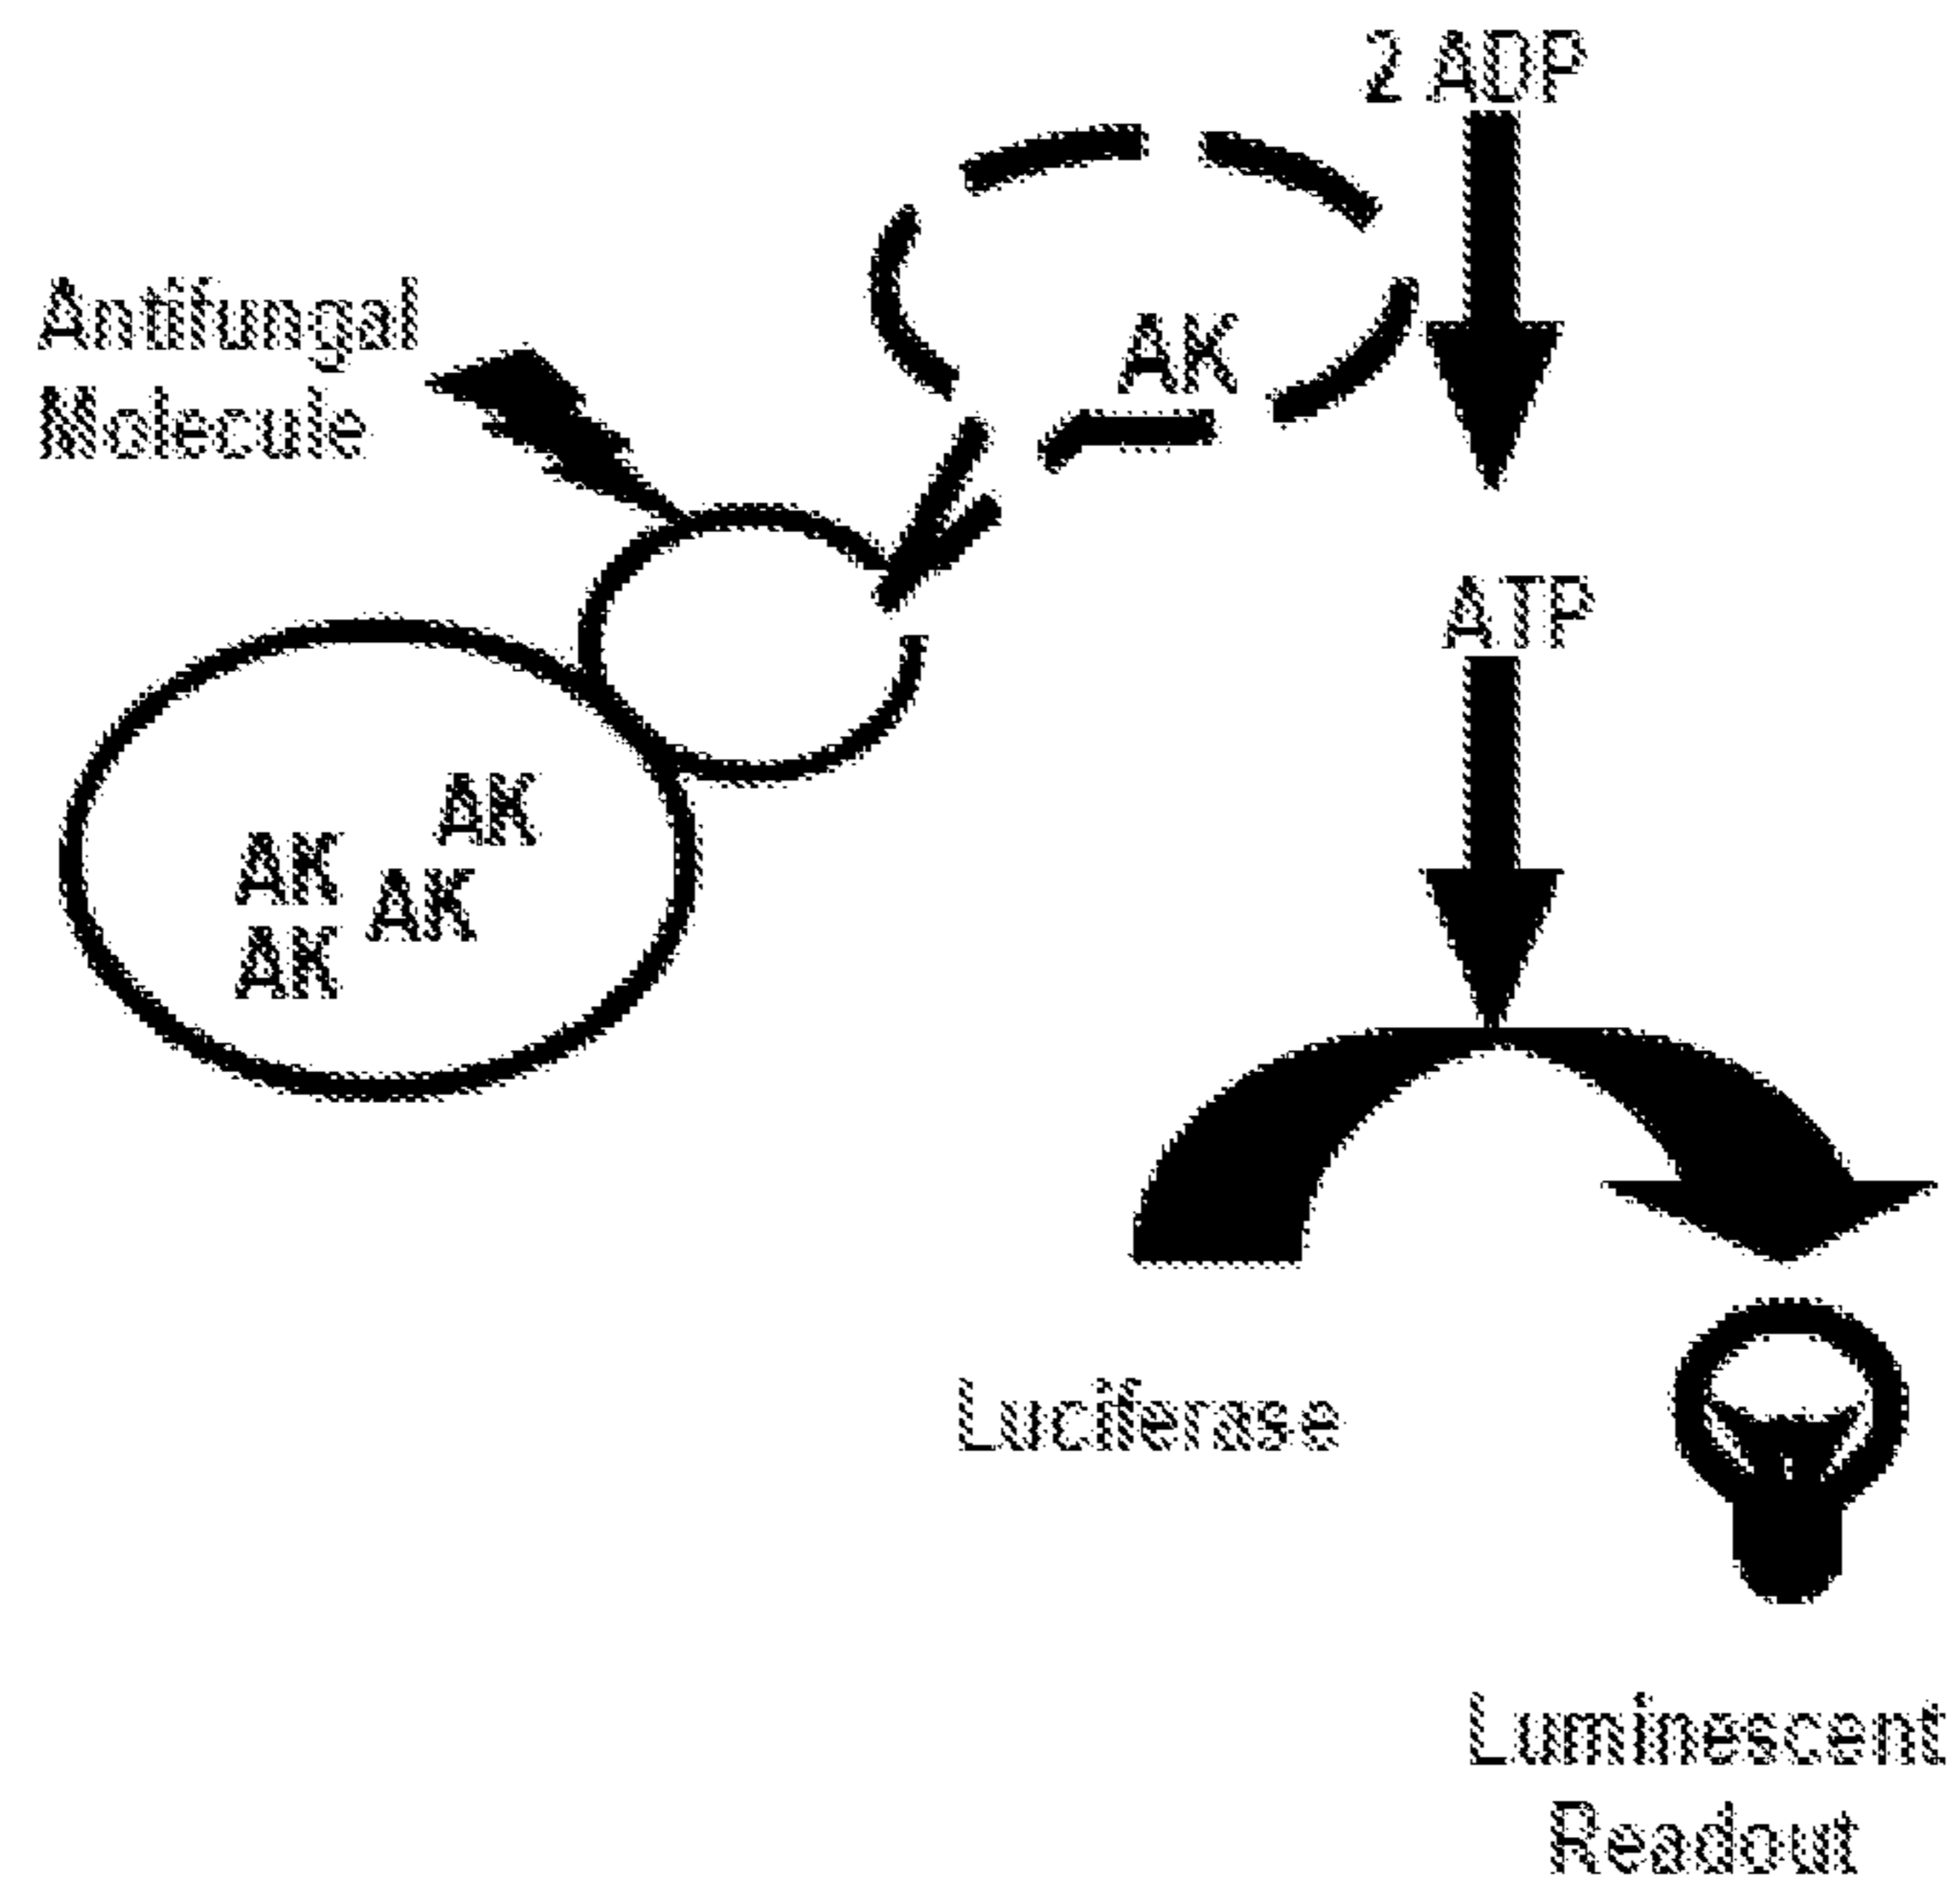 2 ADP
Antifungal
Molecule
AK
ATP
AK
AK
AK
AK
Luciferase
Luminescent
Readout